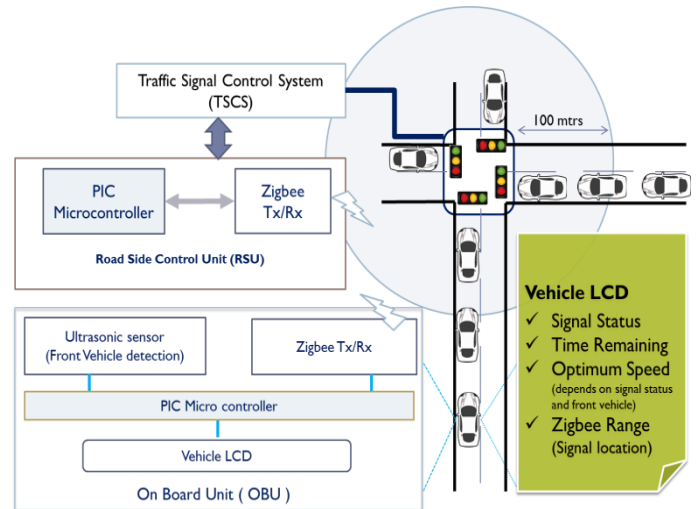 Traffic Signal Control System
(TSCS)
100 mtrs
PIC
Microcontroller
Zigbee
Tx/Rx
Road Side Control Unit (RSU)
Ultrasonic sensor
(Front Vehicle detection)
Zigbee Tx/Rx
PIC Micro controller
Vehicle LCD
On Board Unit ( OBU )
Vehicle LCD
✓ Signal Status
✓ Time Remaining
✓ Optimum Speed
(depends on signal status
and front vehicle)
✓ Zigbee Range
(Signal location)